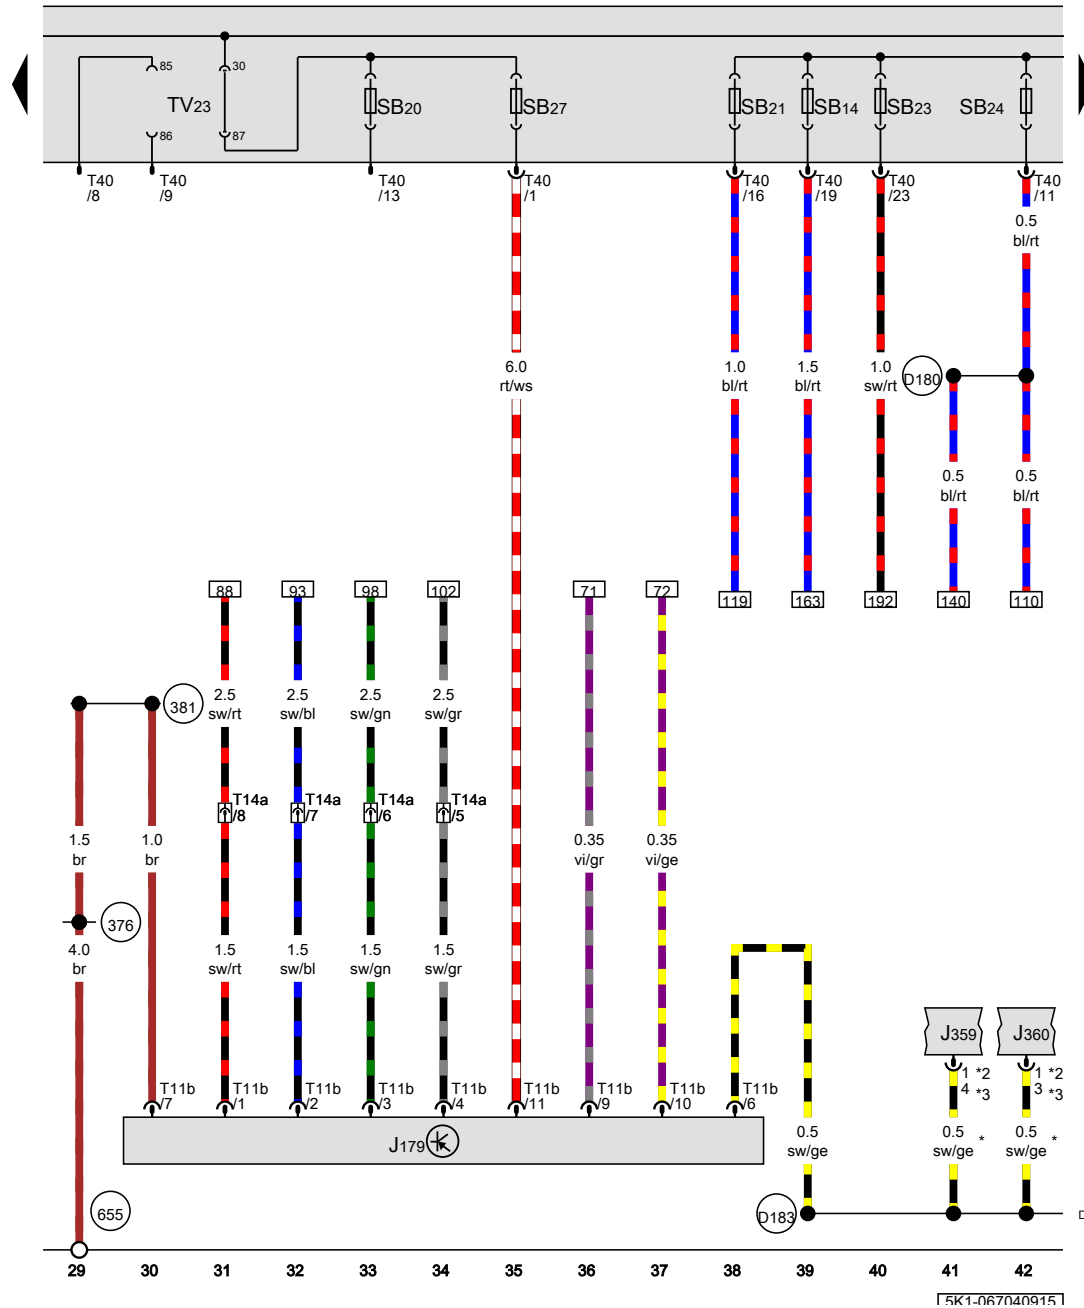 85
30
TV23
SB20
SB27
SB21
SB14
SB23
SB24
86
87
T40
/8
T40
/9
T40
/13
T40
/1
T40
/16
T40
/19
T40
/23
T40
/11
0.5
bl/rt
6.0
rt/ws
1.0
bl/rt
1.5
bl/rt
1.0
sw/rt
D180
0.5
bl/rt
0.5
bl/rt
88
93
98
102
71
72
119
163
192
140
110
381
2.5
sw/rt
2.5
sw/bl
2.5
sw/gn
2.5
sw/gr
T14a
/8
T14a
/7
T14a
/6
T14a
/5
1.5
br
1.0
br
0.35
vi/gr
0.35
vi/ge
376
4.0
br
1.5
sw/rt
1.5
sw/bl
1.5
sw/gn
1.5
sw/gr
J359
J360
1 *2
4 *3
1 *2
3 *3
T11b
/7
T11b
/1
T11b
/2
T11b
/3
T11b
/4
T11b
/11
T11b
/9
T11b
/10
T11b
/6
J179
0.5
sw/ge
0.5
sw/ge *
0.5
sw/ge *
655
D183
D
29 30 31 32 33 34 35 36 37 38 39 40 41 42
5K1-067040915